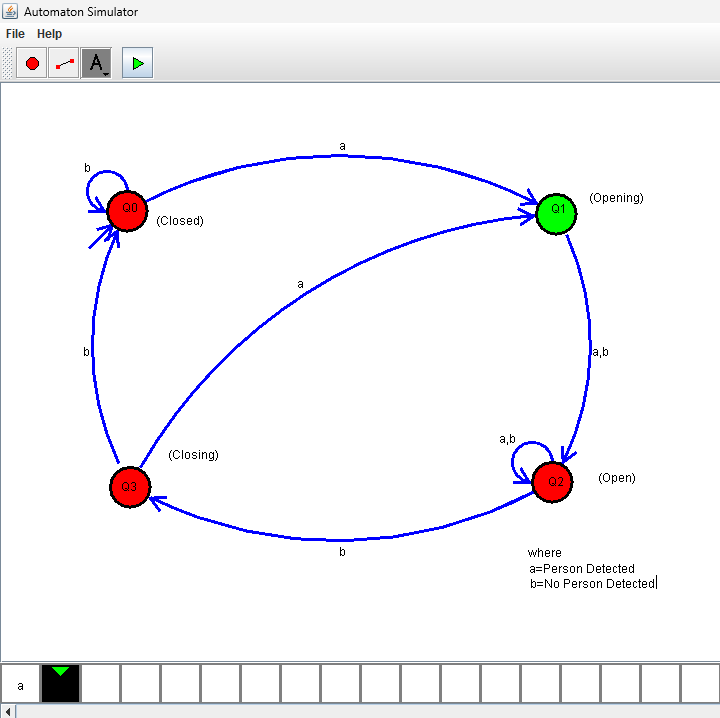 Automaton Simulator
File Help
A
a
b
Q0
(Closed)
Q1
(Opening)
a
b
a,b
(Closing)
a,b
Q3
Q2
(Open)
b
where
a=Person Detected
b=No Person Detected
a